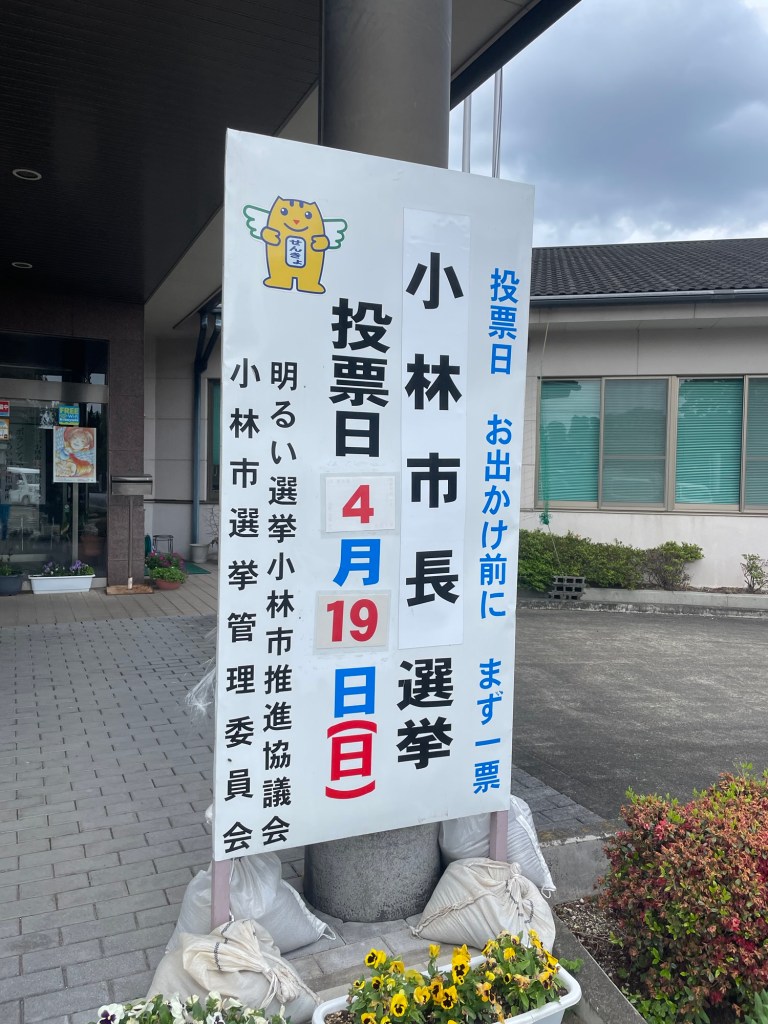 投票日 お出かけ前に まず一票
小林市長選挙
投票日 4月19日(日)
明るい選挙小林市推進協議会
小林市選挙管理委員会
せんきょ
FREE